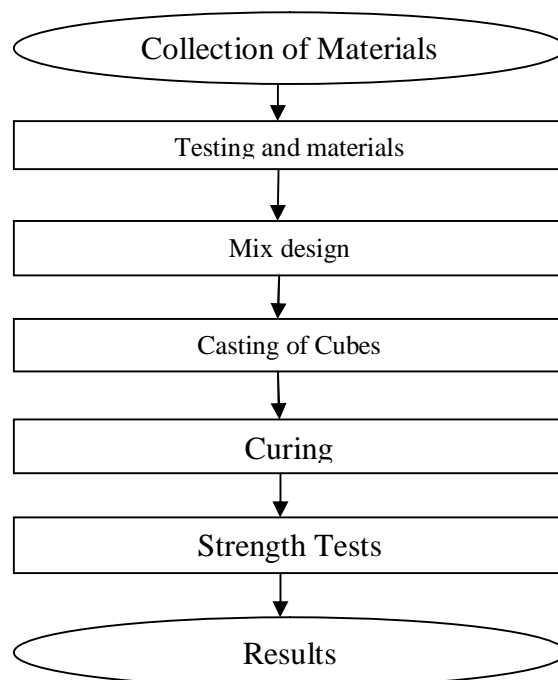 Collection of Materials
Testing and materials
Mix design
Casting of Cubes
Curing
Strength Tests
Results